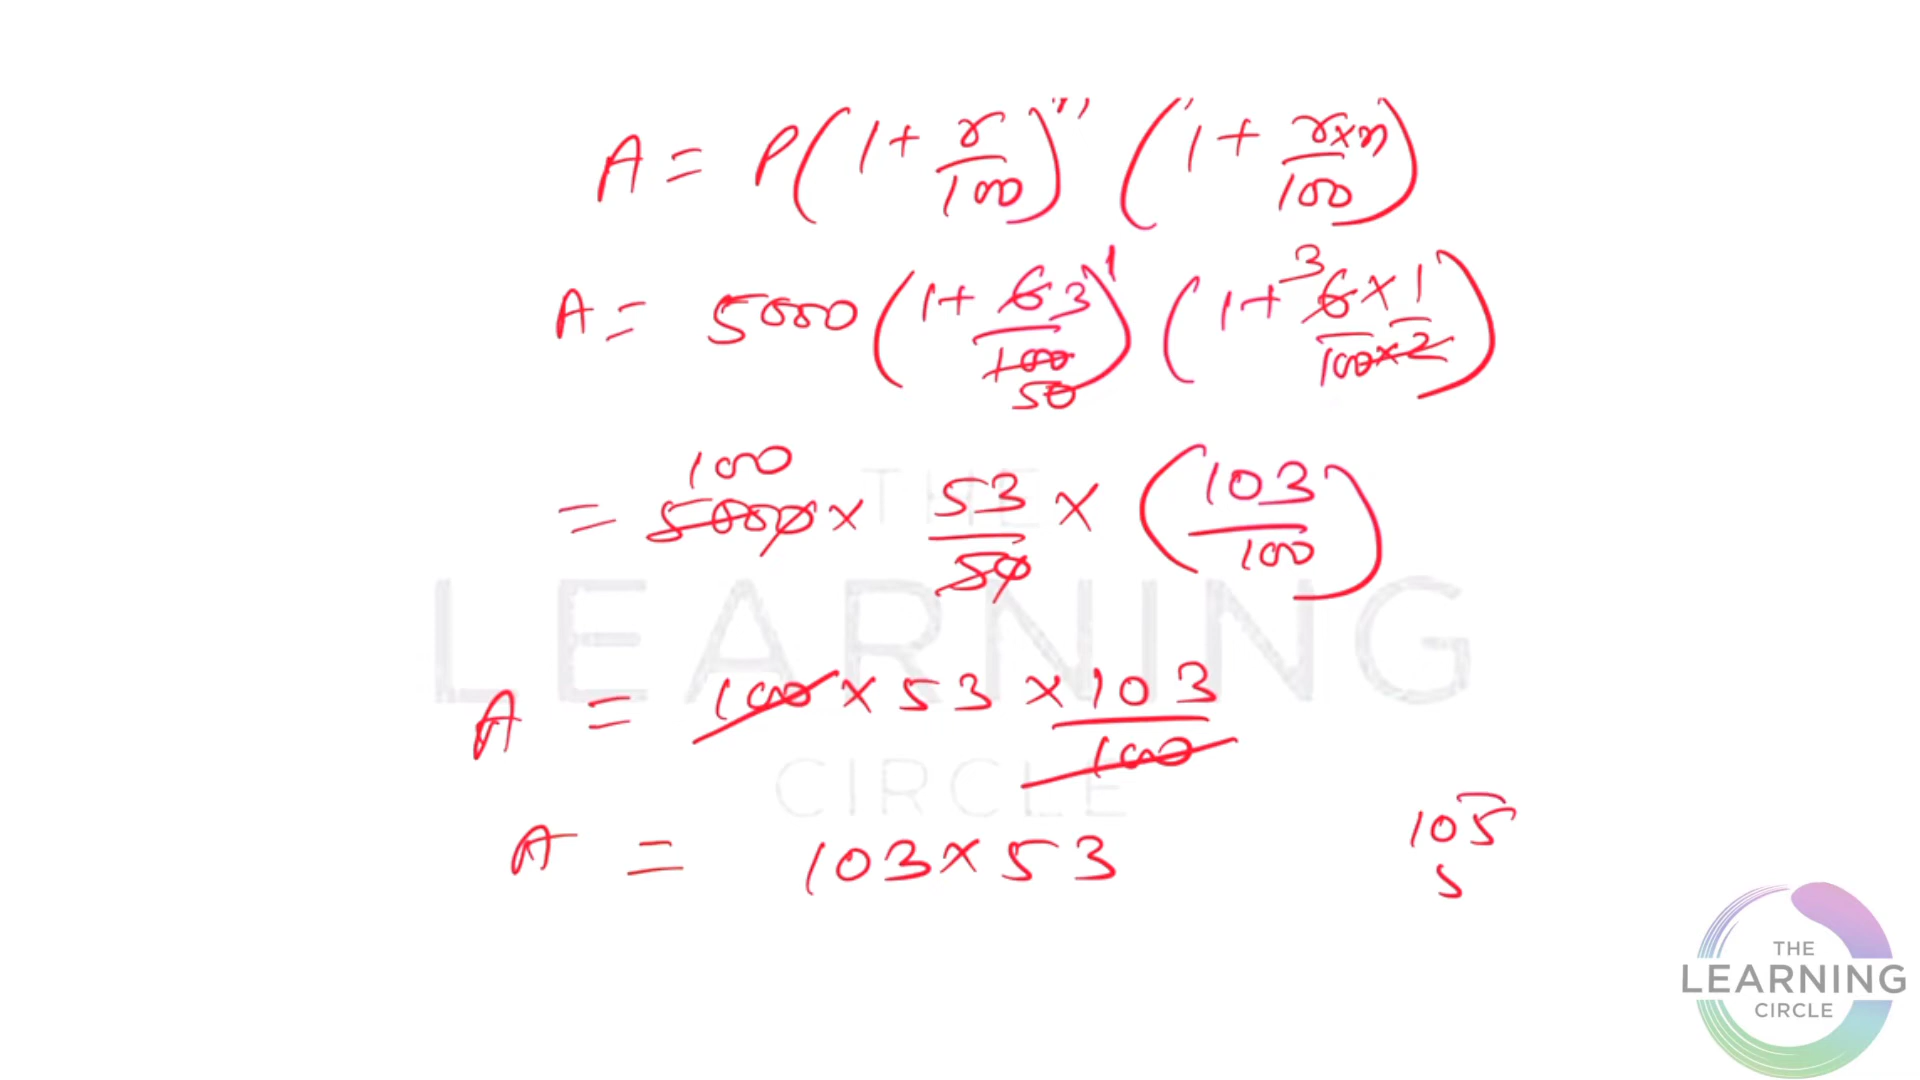 A = P(1 + r/100)^n (1 + r×n/100)
A = 5000 (1 + 6 3/100 50)^1 (1 + 3 6×1/100×2)
100
= 5000 × 53/50 × (103/100)
THE
LEARNING
A = 100 × 53 × 103/100
CIRCLE
A = 103 × 53
105
5
THE
LEARNING
CIRCLE